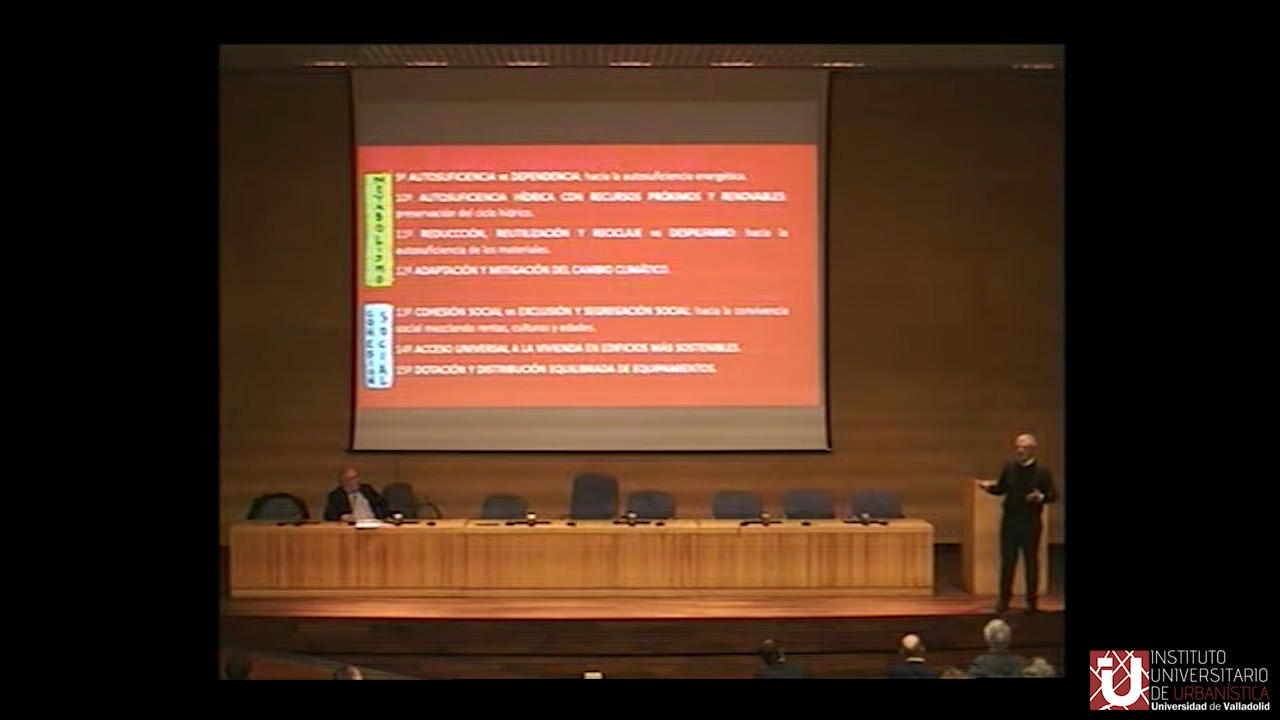 9º AUTOSUFICIENCIA vs DEPENDENCIA: hacia la autosuficiencia energética.
10º AUTOSUFICIENCIA HÍDRICA CON RECURSOS PRÓXIMOS Y RENOVABLES:
preservación del ciclo hídrico.
11º REDUCCIÓN, REUTILIZACIÓN Y RECICLAJE vs DESPILFARRO: hacia la
autosuficiencia de los materiales.
12º ADAPTACIÓN Y MITIGACIÓN DEL CAMBIO CLIMÁTICO.
METABOLISMO
13º COHESIÓN SOCIAL vs EXCLUSIÓN Y SEGREGACIÓN SOCIAL: hacia la convivencia
social mezclando rentas, culturas y edades.
14º ACCESO UNIVERSAL A LA VIVIENDA EN EDIFICIOS MÁS SOSTENIBLES.
15º DOTACIÓN Y DISTRIBUCIÓN EQUILIBRADA DE EQUIPAMIENTOS.
COHESIÓN
SOCIAL
INSTITUTO
UNIVERSITARIO
DE URBANÍSTICA
Universidad de Valladolid